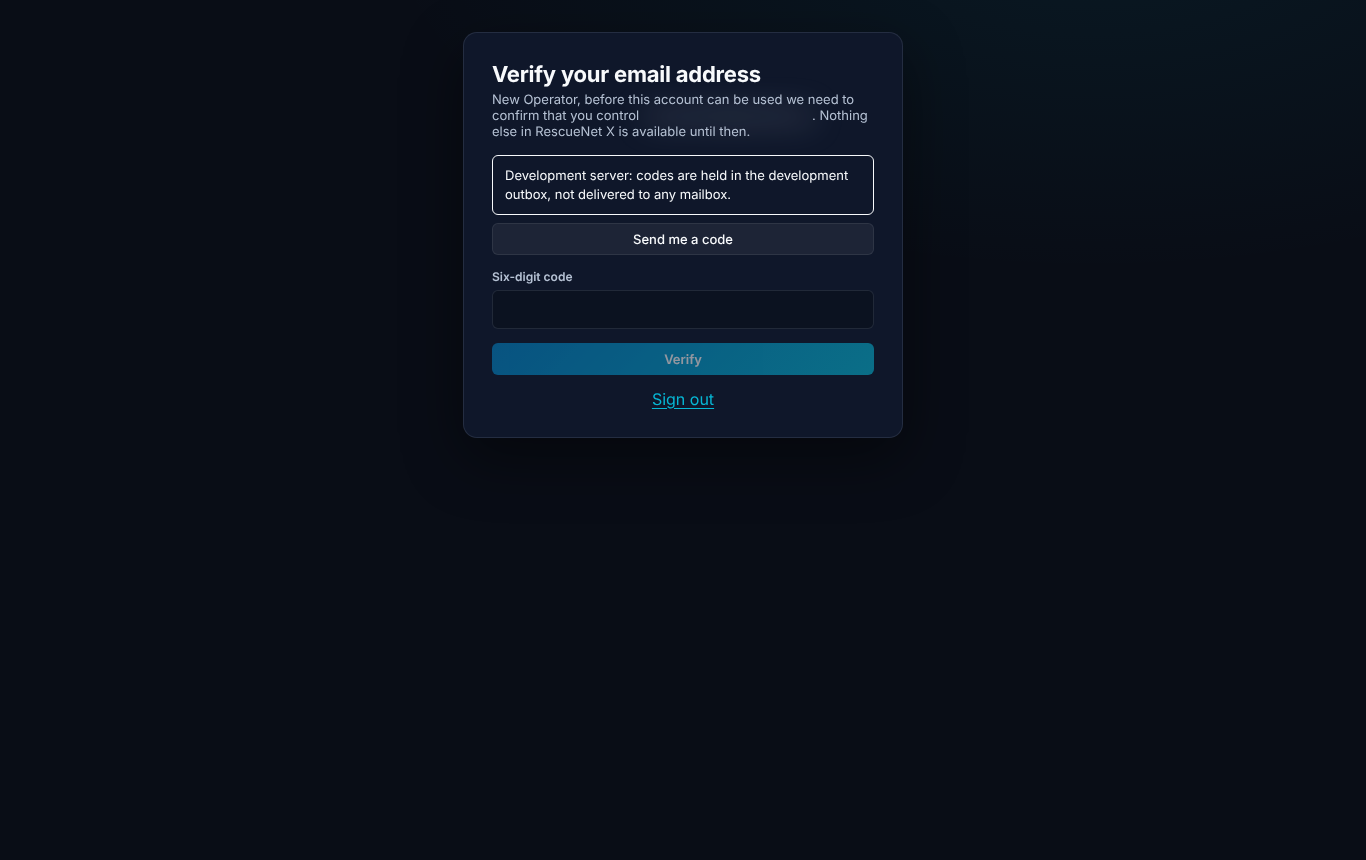 Verify your email address
New Operator, before this account can be used we need to
confirm that you control . Nothing
else in RescueNet X is available until then.
Development server: codes are held in the development
outbox, not delivered to any mailbox.
Send me a code
Six-digit code
Verify
Sign out